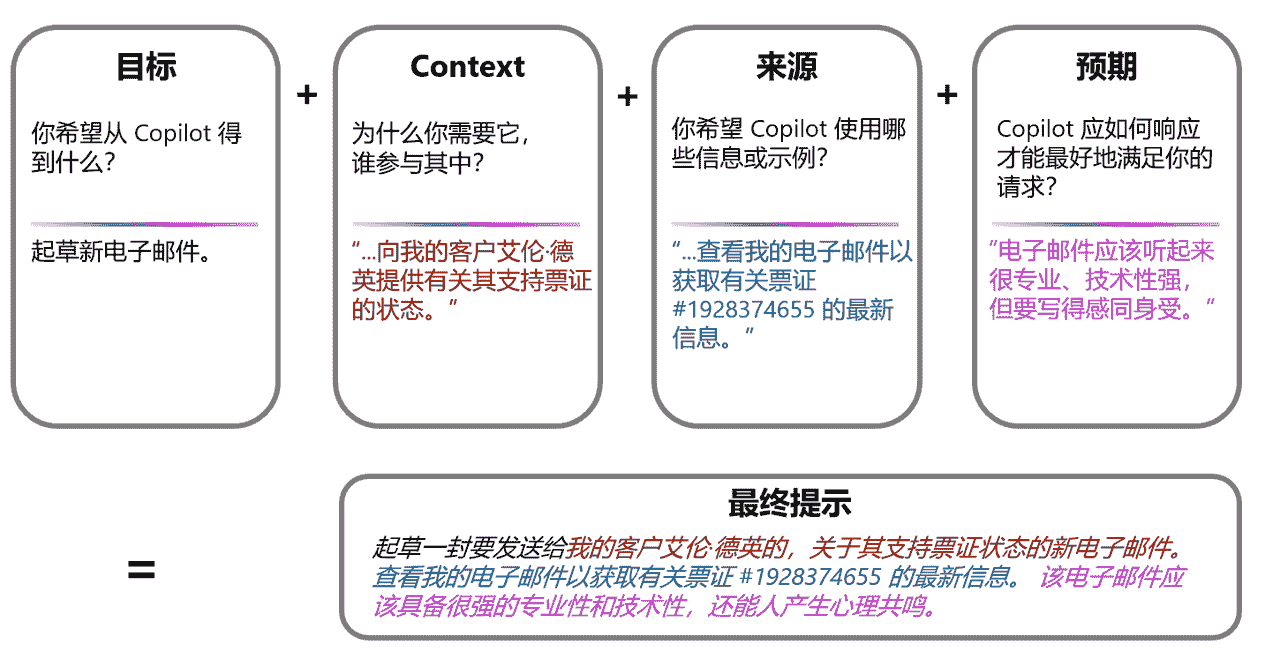 目标
你希望从 Copilot 得
到什么？
起草新电子邮件。
+
Context
为什么你需要它，
谁参与其中？
“...向我的客户艾伦·德
英提供有关其支持票证
的状态。”
+
来源
你希望 Copilot 使用哪
些信息或示例？
“...查看我的电子邮件以
获取有关票证
#1928374655 的最新
信息。”
+
预期
Copilot 应如何响应
才能最好地满足你的
请求？
“电子邮件应该听起来
很专业、技术性强，
但要写得感同身受。”
=
最终提示
起草一封要发送给我的客户艾伦·德英的，关于其支持票证状态的新电子邮件。
查看我的电子邮件以获取有关票证 #1928374655 的最新信息。 该电子邮件应
该具备很强的专业性和技术性，还能人产生心理共鸣。